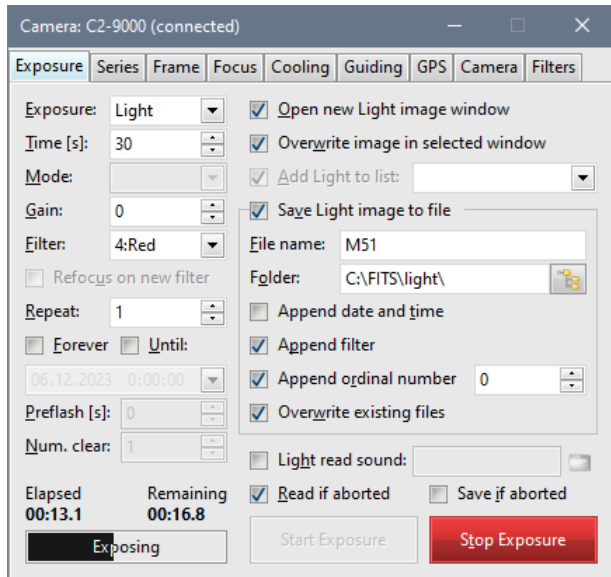 Camera: C2-9000 (connected)
Exposure Series Frame Focus Cooling Guiding GPS Camera Filters
Exposure: Light
Open new Light image window
Time [s]: 30
Overwrite image in selected window
Mode:
Add Light to list:
Gain: 0
Save Light image to file
Filter: 4:Red
File name: M51
Refocus on new filter
Folder: C:\FITS\light\
Repeat: 1
Append date and time
Forever Until:
Append filter
06.12.2023 0:00:00
Append ordinal number 0
Preflash [s]: 0
Overwrite existing files
Num. clear: 1
Light read sound:
Elapsed Remaining
Read if aborted Save if aborted
00:13.1 00:16.8
Exposing
Start Exposure
Stop Exposure